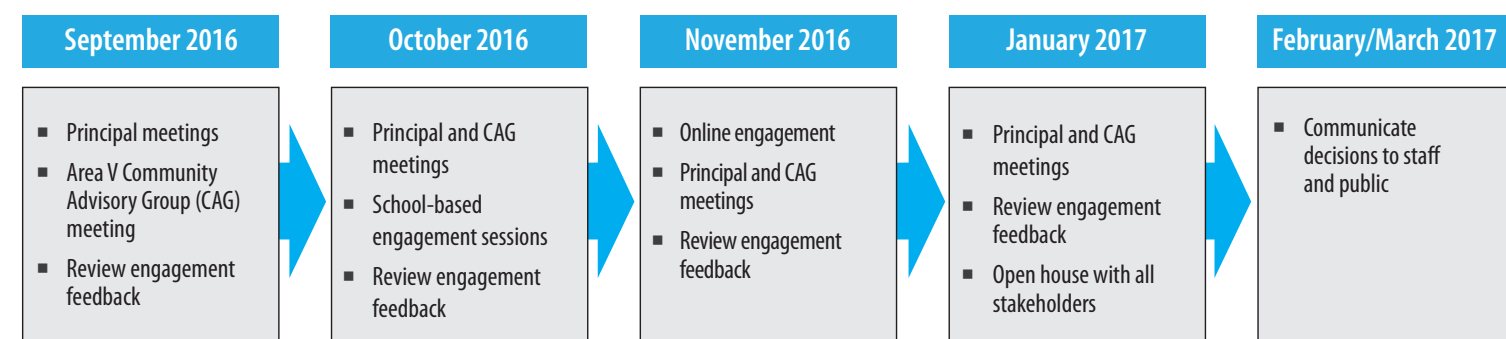 September 2016
Principal meetings
Area V Community
Advisory Group (CAG)
meeting
Review engagement
feedback
October 2016
Principal and CAG
meetings
School-based
engagement sessions
Review engagement
feedback
November 2016
Online engagement
Principal and CAG
meetings
Review engagement
feedback
January 2017
Principal and CAG
meetings
Review engagement
feedback
Open house with all
stakeholders
February/March 2017
Communicate
decisions to staff
and public